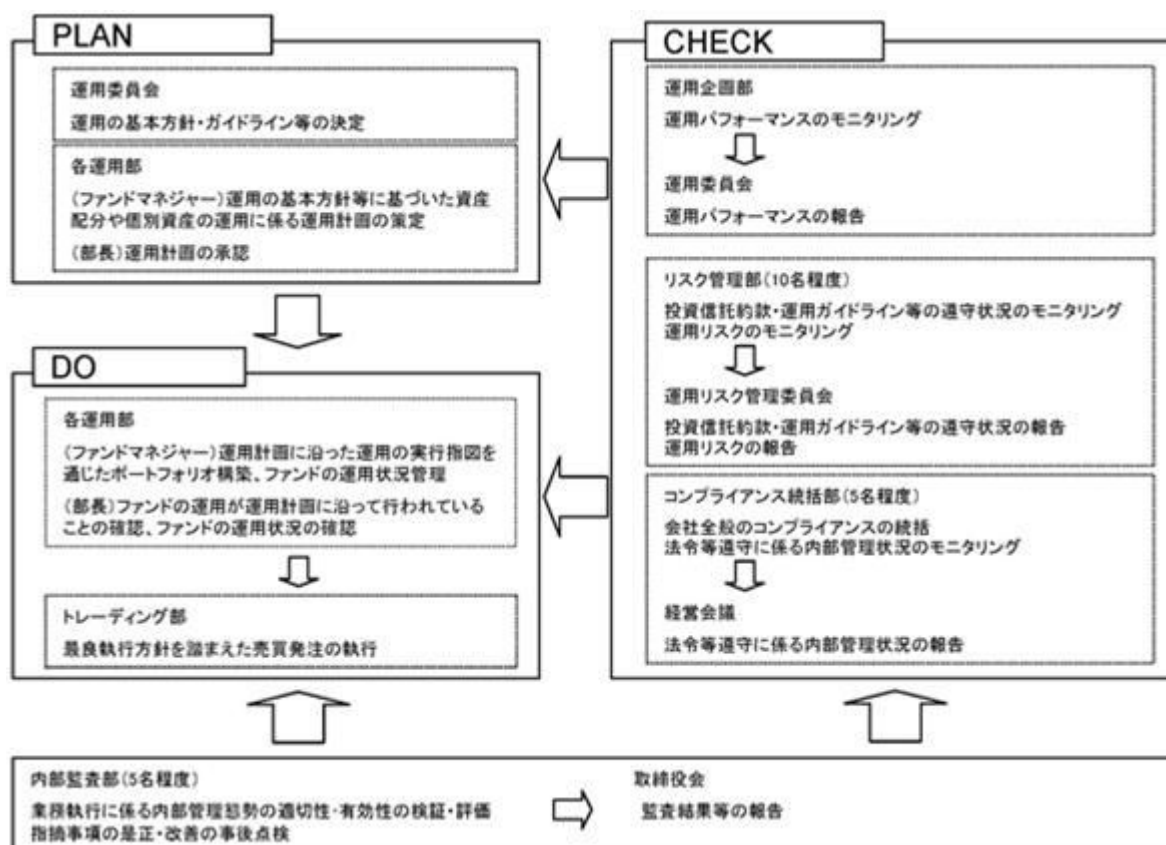 PLAN
運用委員会
運用の基本方針・ガイドライン等の決定
各運用部
(ファンドマネジャー)運用の基本方針等に基づいた資産
配分や個別資産の運用に係る運用計画の策定
(部長)運用計画の承認
DO
各運用部
(ファンドマネジャー)運用計画に沿った運用の実行指図を
通じたポートフォリオ構築、ファンドの運用状況管理
(部長)ファンドの運用が運用計画に沿って行われている
ことの確認、ファンドの運用状況の確認
トレーディング部
最良執行方針を踏まえた売買発注の執行
CHECK
運用企画部
運用パフォーマンスのモニタリング
運用委員会
運用パフォーマンスの報告
リスク管理部(10名程度)
投資信託約款・運用ガイドライン等の遵守状況のモニタリング
運用リスクのモニタリング
運用リスク管理委員会
投資信託約款・運用ガイドライン等の遵守状況の報告
運用リスクの報告
コンプライアンス統括部(5名程度)
会社全般のコンプライアンスの統括
法令等遵守に係る内部管理状況のモニタリング
経営会議
法令等遵守に係る内部管理状況の報告
内部監査部(5名程度)
業務執行に係る内部管理態勢の適切性・有効性の検証・評価
指摘事項の是正・改善の事後点検
取締役会
監査結果等の報告